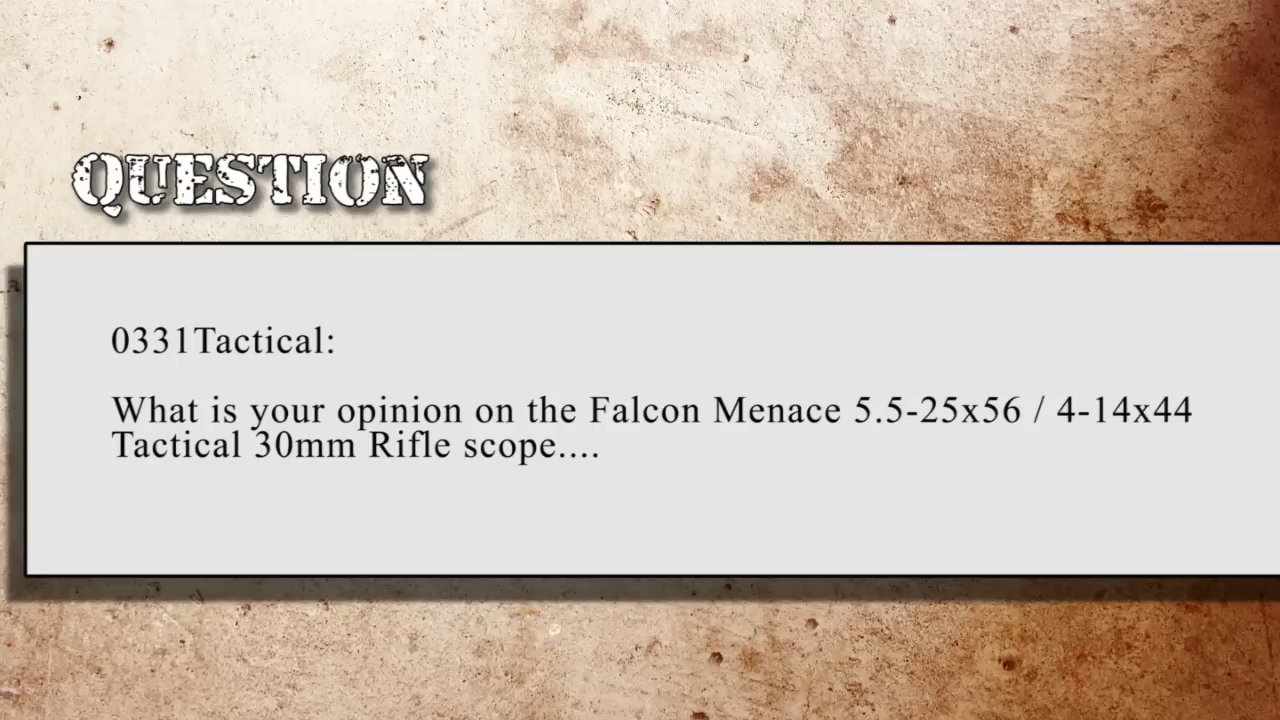 QUESTION
0331Tactical:
What is your opinion on the Falcon Menace 5.5-25x56 / 4-14x44
Tactical 30mm Rifle scope....